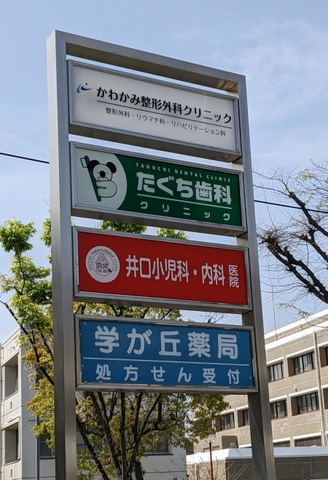 かわかみ整形外科クリニック
整形外科・リウマチ科・リハビリテーション科
TAGUCHI DENTAL CLINIC
たぐち歯科
クリニック
井口小児科・内科医院
学が丘薬局
処方せん受付